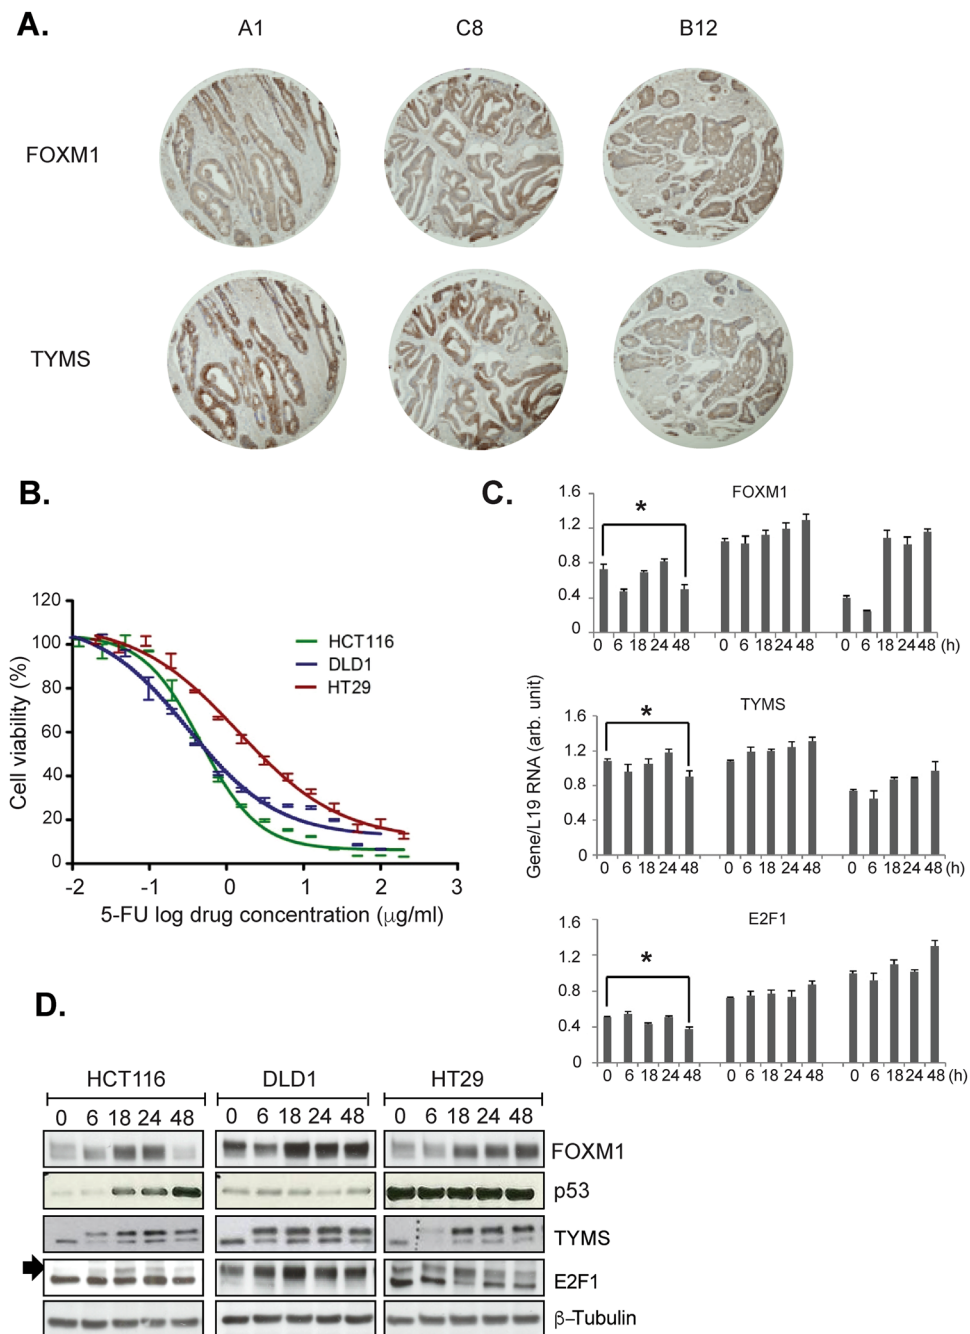 A.
A1 C8 B12
FOXM1
TYMS
B.
120
100
80
60
40
20
0
-2 -1 0 1 2 3
Cell viability (%)
5-FU log drug concentration (μg/ml)
HCT116
DLD1
HT29
C.
Gene/L19 RNA (arb. unit)
FOXM1
1.6
1.2
0.8
0.4
0
*
0 6 18 24 48 0 6 18 24 48 0 6 18 24 48 (h)
TYMS
1.6
1.2
0.8
0.4
0
*
0 6 18 24 48 0 6 18 24 48 0 6 18 24 48 (h)
E2F1
1.6
1.2
0.8
0.4
0
*
0 6 18 24 48 0 6 18 24 48 0 6 18 24 48 (h)
D.
HCT116 DLD1 HT29
0 6 18 24 48 0 6 18 24 48 0 6 18 24 48
FOXM1
p53
TYMS
E2F1
β–Tubulin